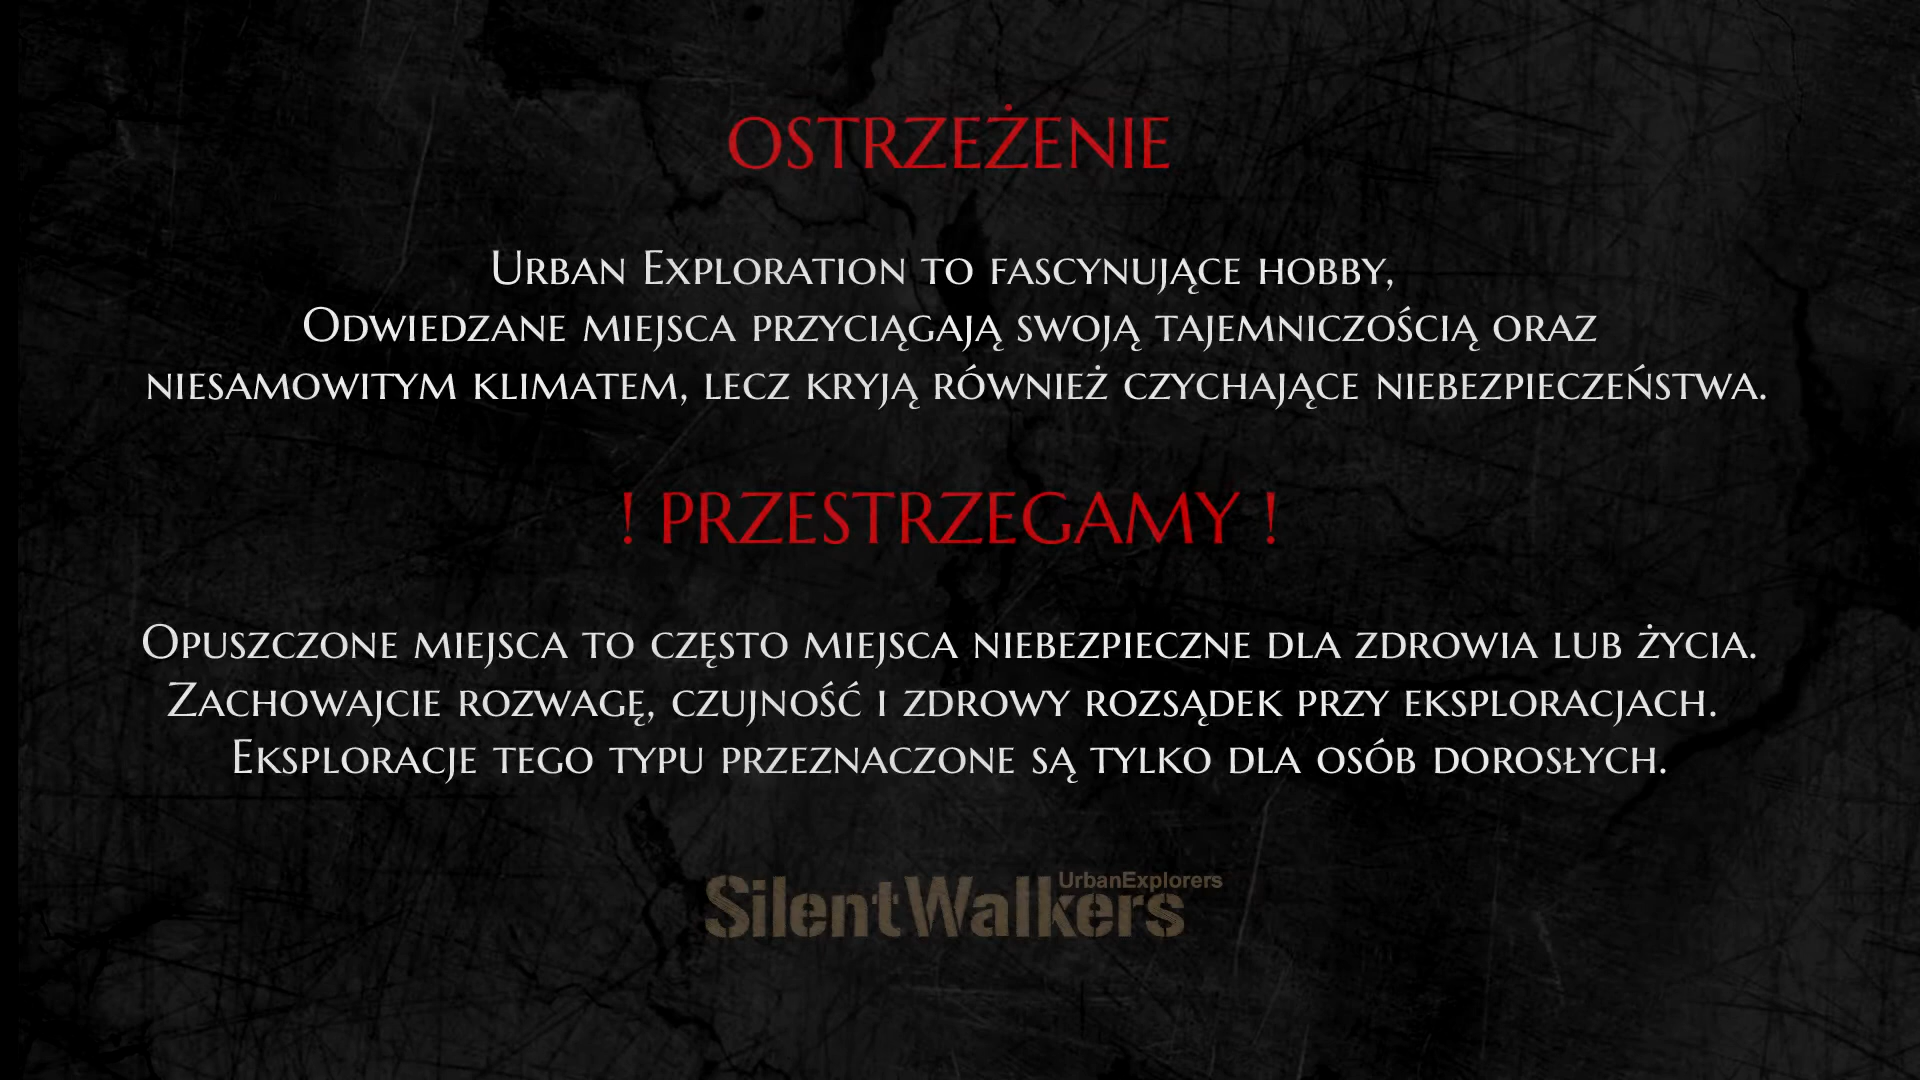 OSTRZEŻENIE
Urban Exploration to fascynujące hobby,
Odwiedzane miejsca przyciągają swoją tajemniczością oraz
niesamowitym klimatem, lecz kryją również czychające niebezpieczeństwa.
! PRZESTRZEGAMY !
Opuszczone miejsca to często miejsca niebezpieczne dla zdrowia lub życia.
Zachowajcie rozwagę, czujność i zdrowy rozsądek przy eksploracjach.
Eksploracje tego typu przeznaczone są tylko dla osób dorosłych.
UrbanExplorers
SilentWalkers